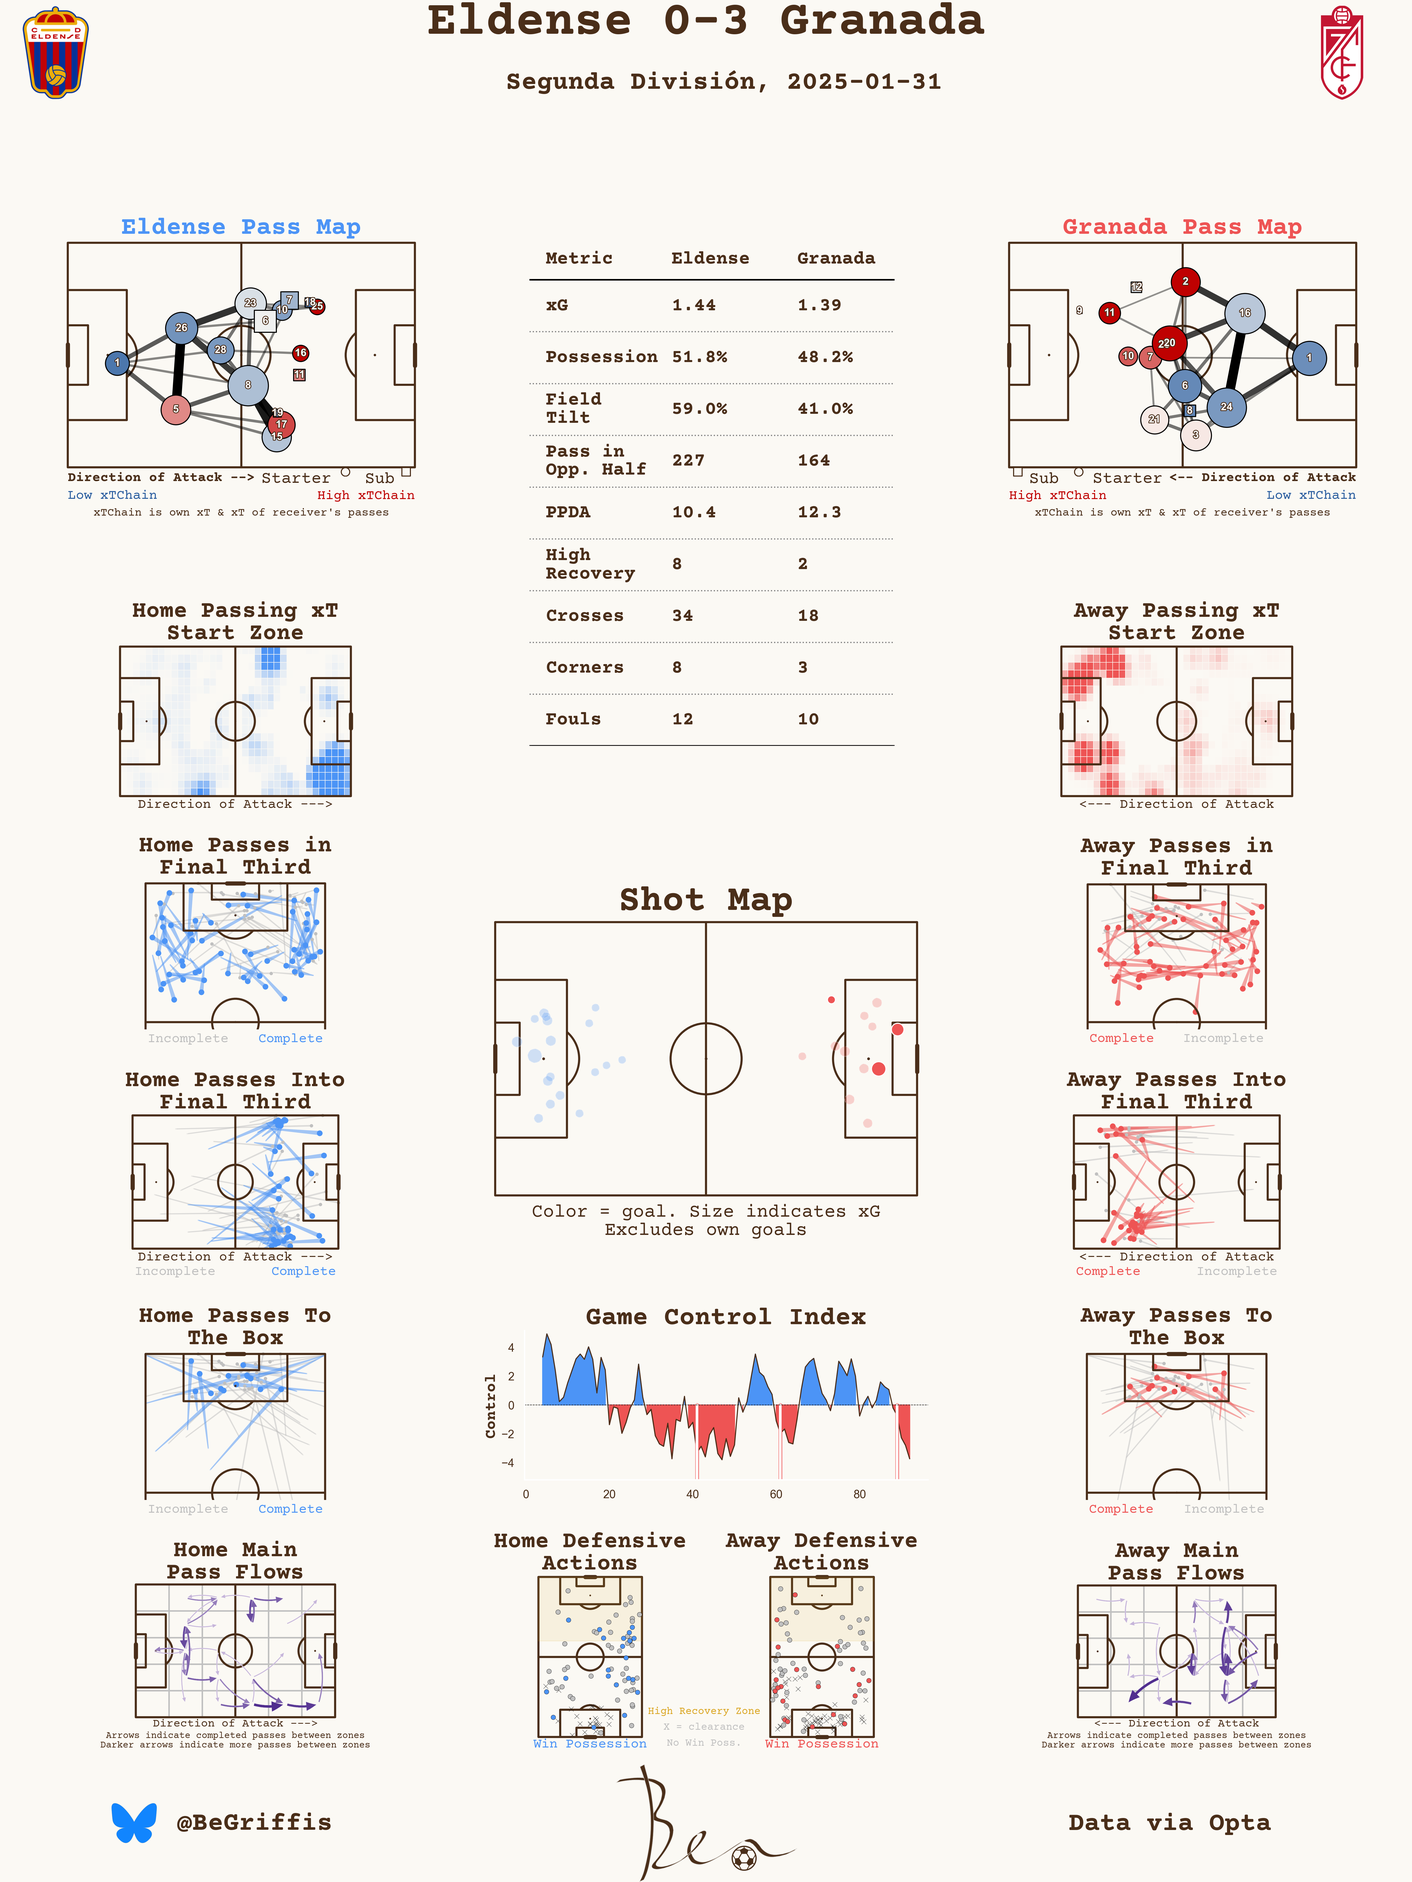 Eldense 0-3 Granada
Segunda División, 2025-01-31
C D
ELDENSE
Eldense Pass Map
1
26
5
28
23
8
6
7
10
18
25
16
11
19
17
15
Direction of Attack --> Starter Sub
Low xTChain High xTChain
xTChain is own xT & xT of receiver's passes
Metric Eldense Granada
xG 1.44 1.39
Possession 51.8% 48.2%
Field
Tilt 59.0% 41.0%
Pass in
Opp. Half 227 164
PPDA 10.4 12.3
High
Recovery 8 2
Crosses 34 18
Corners 8 3
Fouls 12 10
Granada Pass Map
12
9
11
2
16
10
7
20
1
6
8
24
21
3
Sub Starter <-- Direction of Attack
High xTChain Low xTChain
xTChain is own xT & xT of receiver's passes
Home Passing xT
Start Zone
Direction of Attack --->
Away Passing xT
Start Zone
<--- Direction of Attack
Home Passes in
Final Third
Incomplete Complete
Away Passes in
Final Third
Complete Incomplete
Shot Map
Color = goal. Size indicates xG
Excludes own goals
Home Passes Into
Final Third
Direction of Attack --->
Incomplete Complete
Away Passes Into
Final Third
<--- Direction of Attack
Complete Incomplete
Home Passes To
The Box
Incomplete Complete
Game Control Index
Control
4
2
0
−2
−4
0 20 40 60 80
Away Passes To
The Box
Complete Incomplete
Home Main
Pass Flows
Direction of Attack --->
Arrows indicate completed passes between zones
Darker arrows indicate more passes between zones
Home Defensive
Actions
Win Possession
High Recovery Zone
X = clearance
No Win Poss.
Away Defensive
Actions
Win Possession
Away Main
Pass Flows
<--- Direction of Attack
Arrows indicate completed passes between zones
Darker arrows indicate more passes between zones
@BeGriffis
Ben
Data via Opta